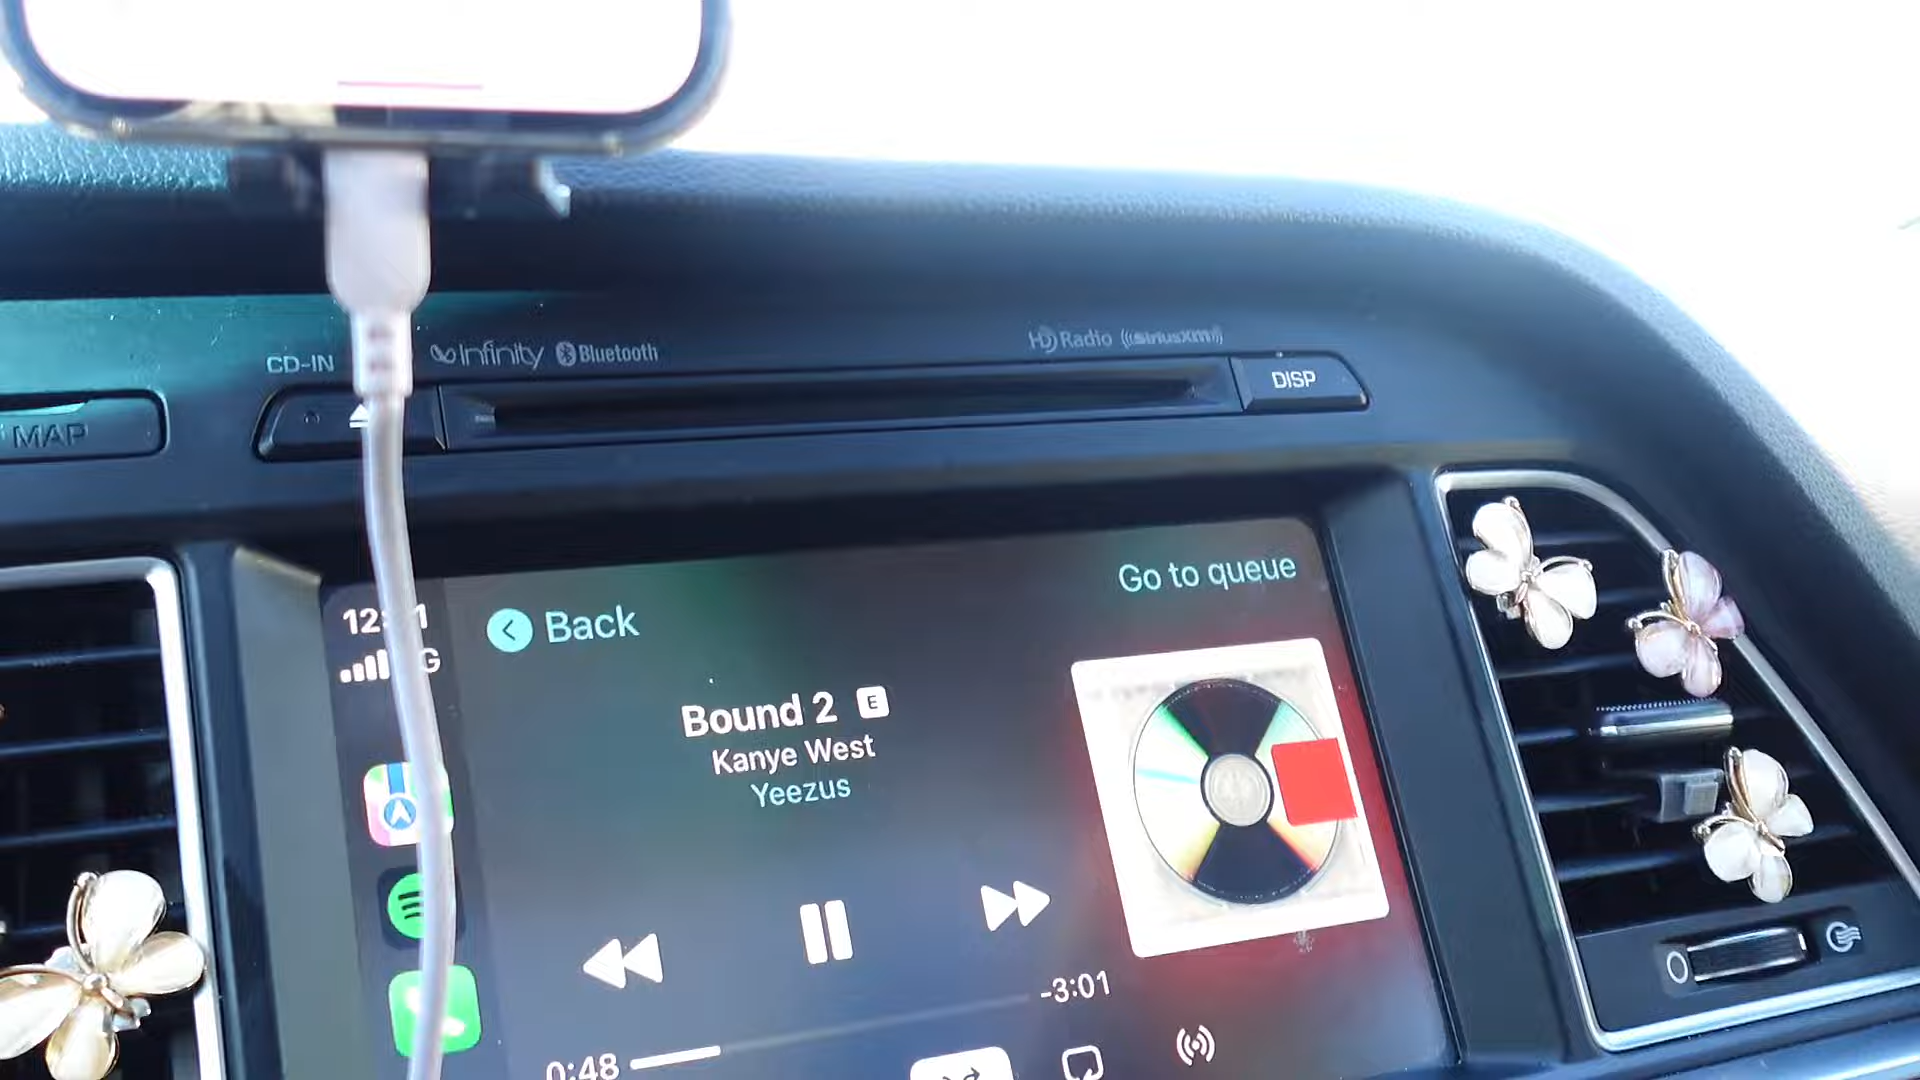 CD-IN
Infinity
Bluetooth
HD Radio
((SiriusXM))
DISP
MAP
Go to queue
Back
Bound 2 E
Kanye West
Yeezus
-3:01
0:48